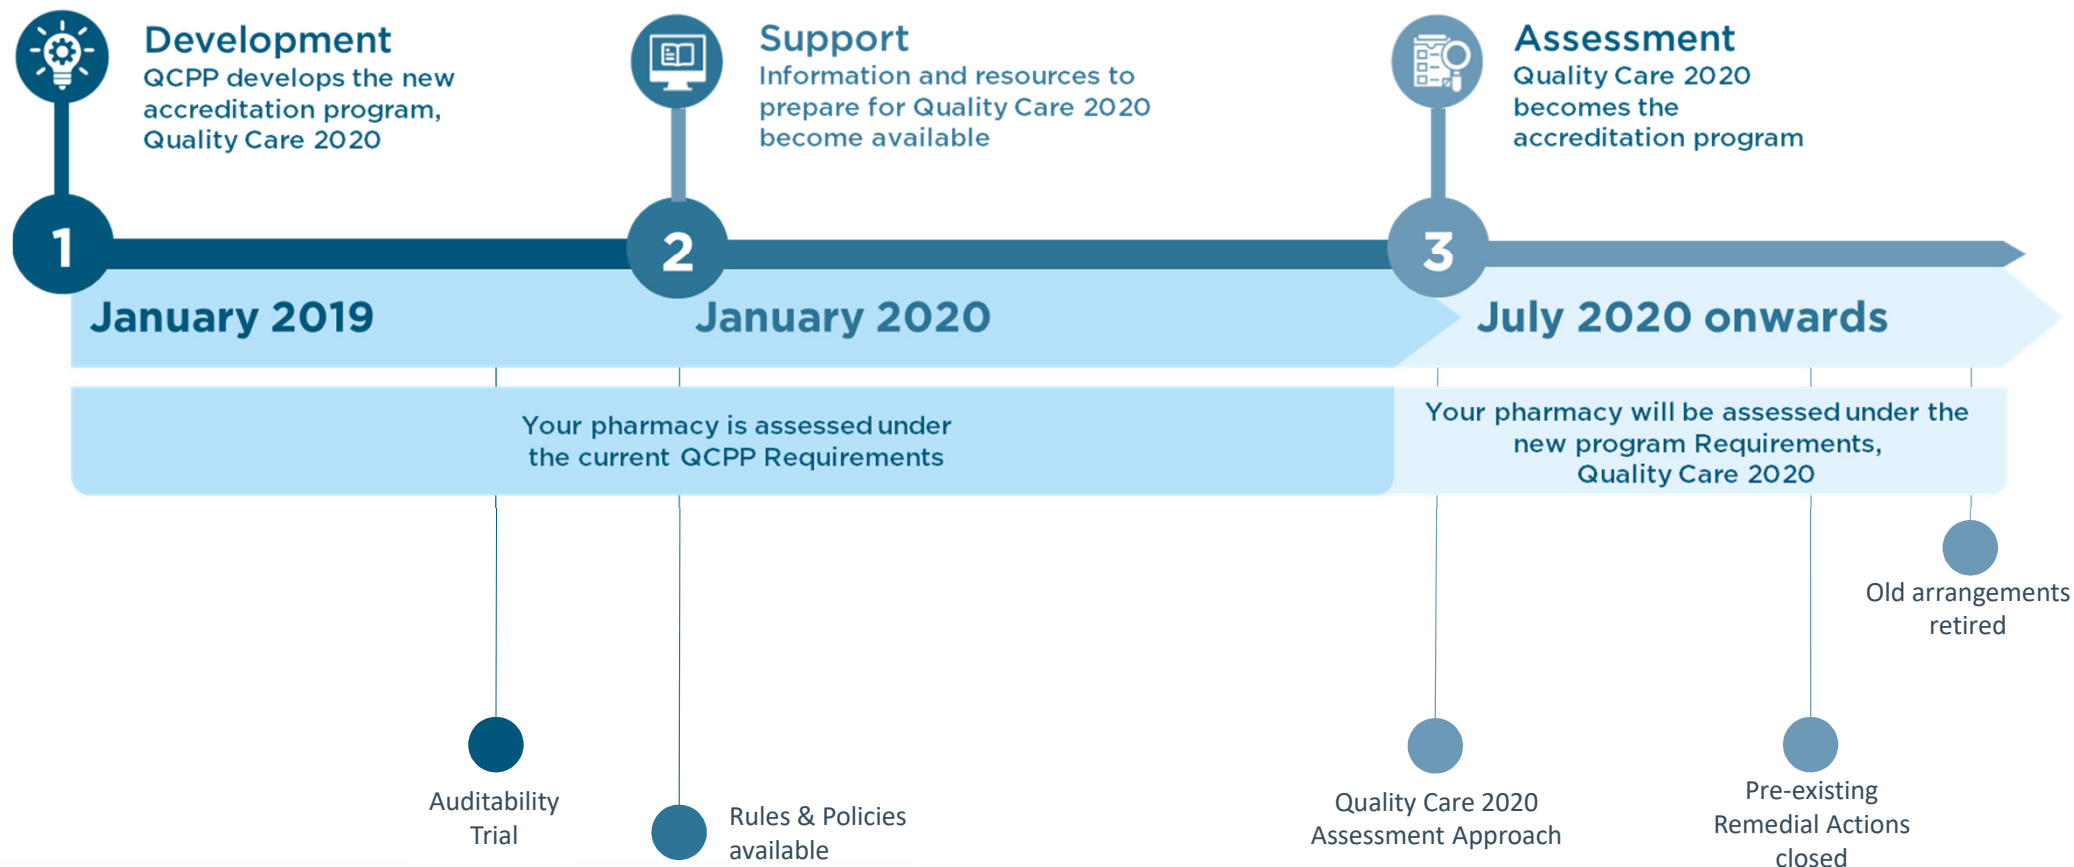 Development
QCPP develops the new
accreditation program,
Quality Care 2020
Support
Information and resources to
prepare for Quality Care 2020
become available
Assessment
Quality Care 2020
becomes the
accreditation program
1
2
3
January 2019
January 2020
July 2020 onwards
Your pharmacy is assessed under
the current QCPP Requirements
Your pharmacy will be assessed under the
new program Requirements,
Quality Care 2020
Old arrangements
retired
Auditability
Trial
Rules & Policies
available
Quality Care 2020
Assessment Approach
Pre-existing
Remedial Actions
closed